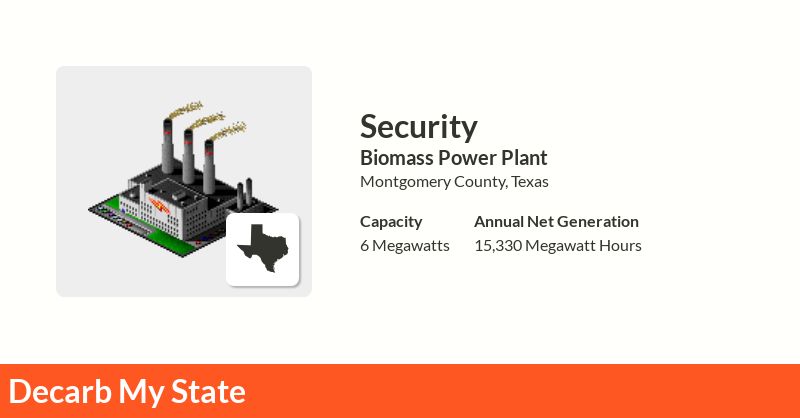 Security
Biomass Power Plant
Montgomery County, Texas
Capacity
6 Megawatts
Annual Net Generation
15,330 Megawatt Hours
Decarb My State